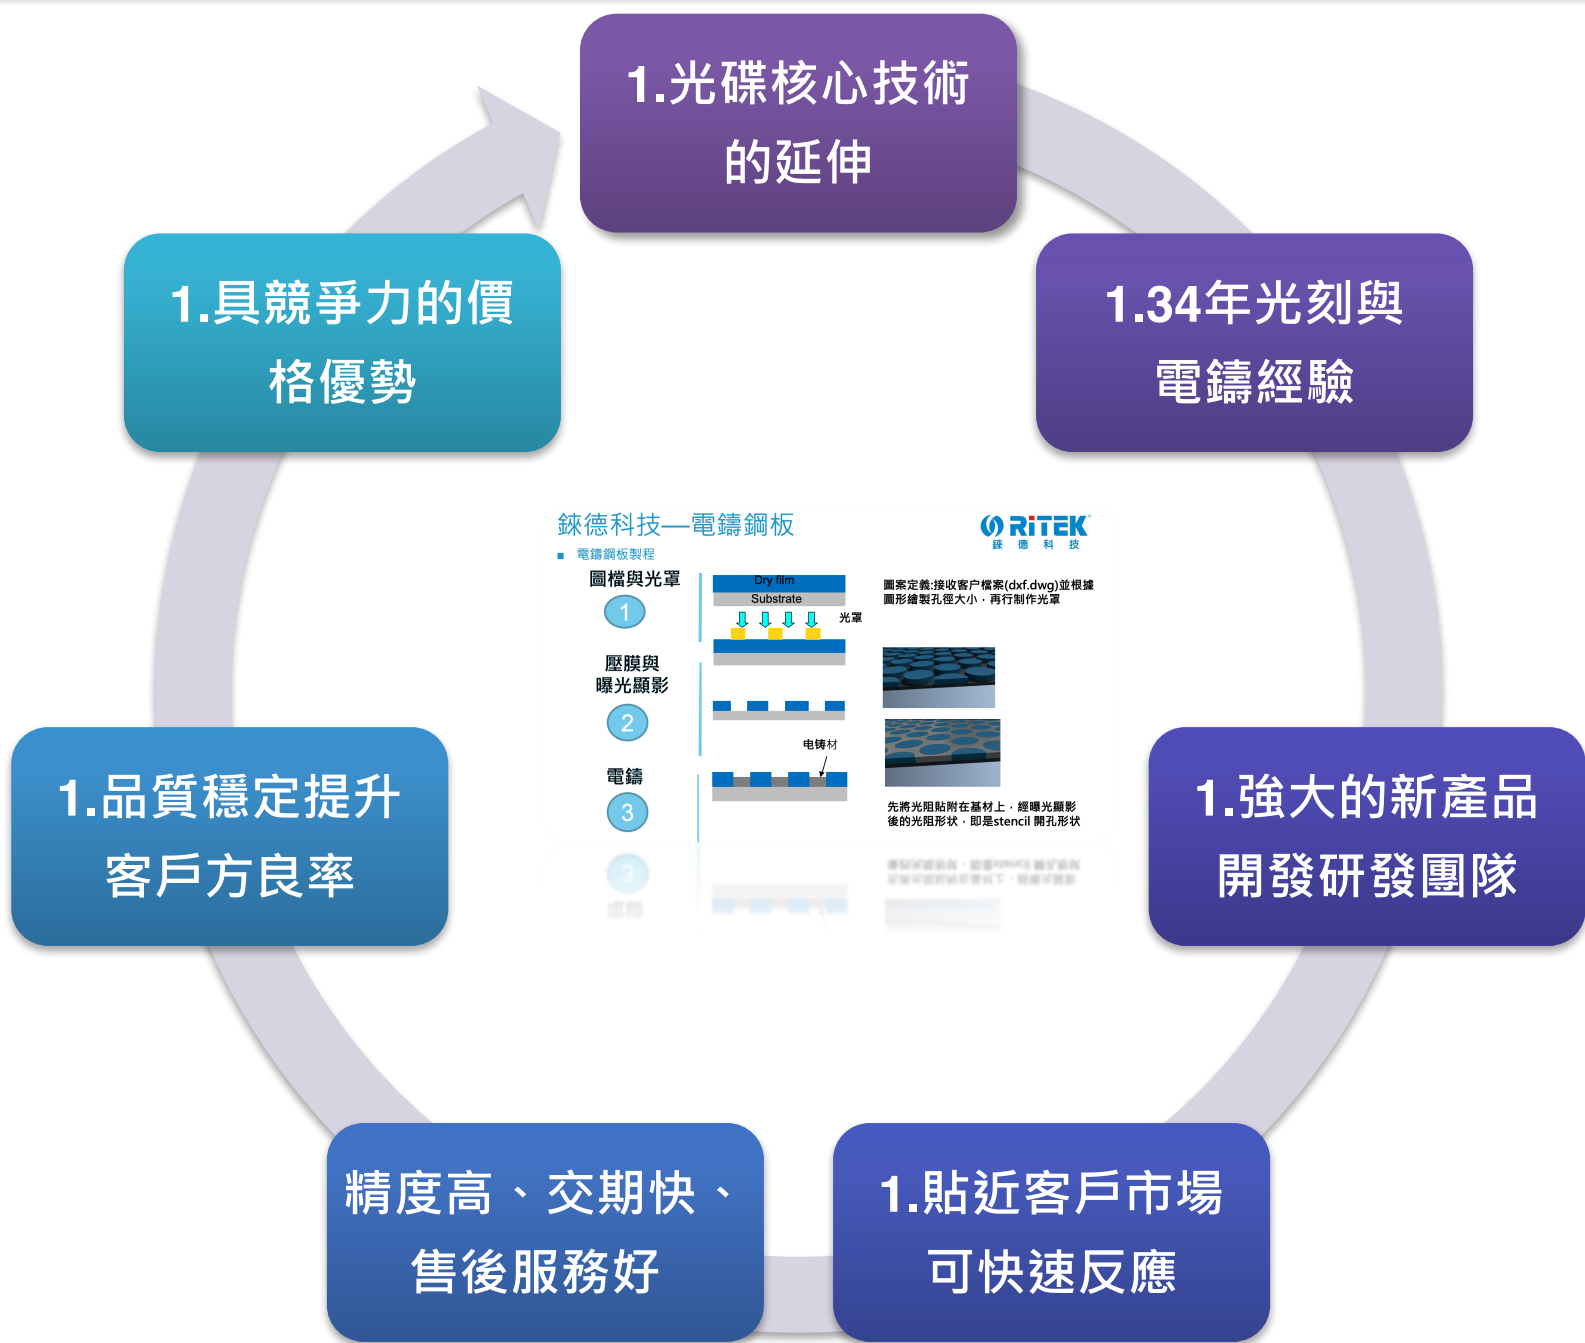 1.光碟核心技術
的延伸
1.34年光刻與
電鑄經驗
1.強大的新產品
開發研發團隊
1.貼近客戶市場
可快速反應
精度高、交期快、
售後服務好
1.品質穩定提升
客戶方良率
1.具競爭力的價
格優勢
錸德科技—電鑄鋼板
RiTEK
錸德科技
電鑄鋼板製程
圖檔與光罩
1
Dry film
Substrate
光罩
圖案定義:接收客户檔案(dxf.dwg)並根據
圖形繪製孔徑大小，再行制作光罩
壓膜與
曝光顯影
2
电铸材
電鑄
3
先將光阻貼附在基材上，經曝光顯影
後的光阻形状，即是stencil 開孔形状